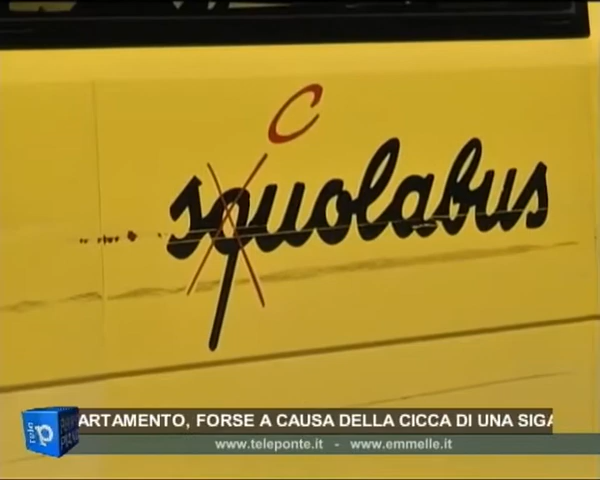 c
squolabus
ARTAMENTO, FORSE A CAUSA DELLA CICCA DI UNA SIGA
www.teleponte.it - www.emmelle.it